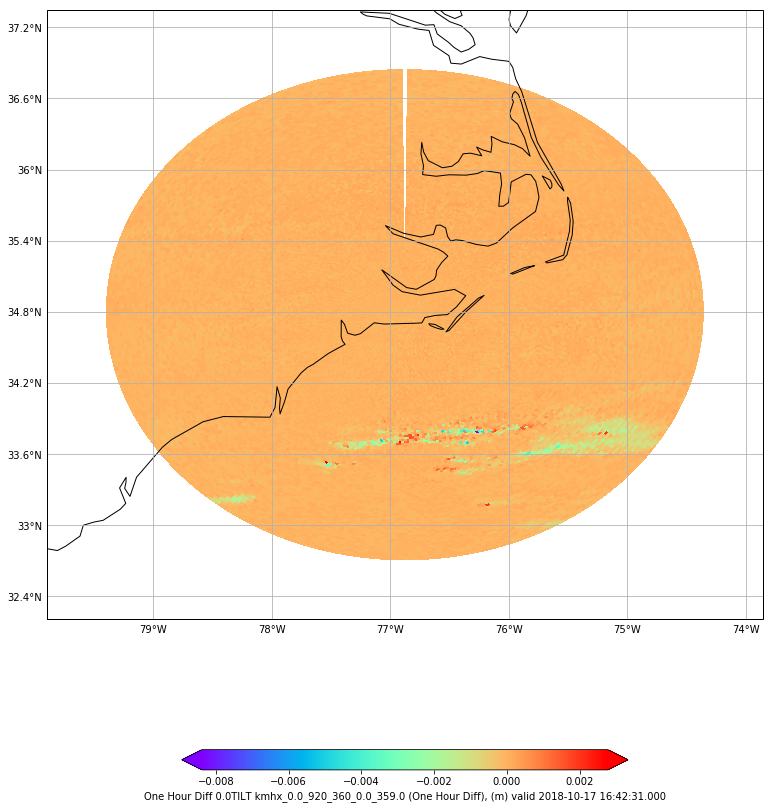 37.2°N
36.6°N
36°N
35.4°N
34.8°N
34.2°N
33.6°N
33°N
32.4°N
79°W 78°W 77°W 76°W 75°W 74°W
−0.008 −0.006 −0.004 −0.002 0.000 0.002
One Hour Diff 0.0TILT kmhx_0.0_920_360_0.0_359.0 (One Hour Diff), (m) valid 2018-10-17 16:42:31.000